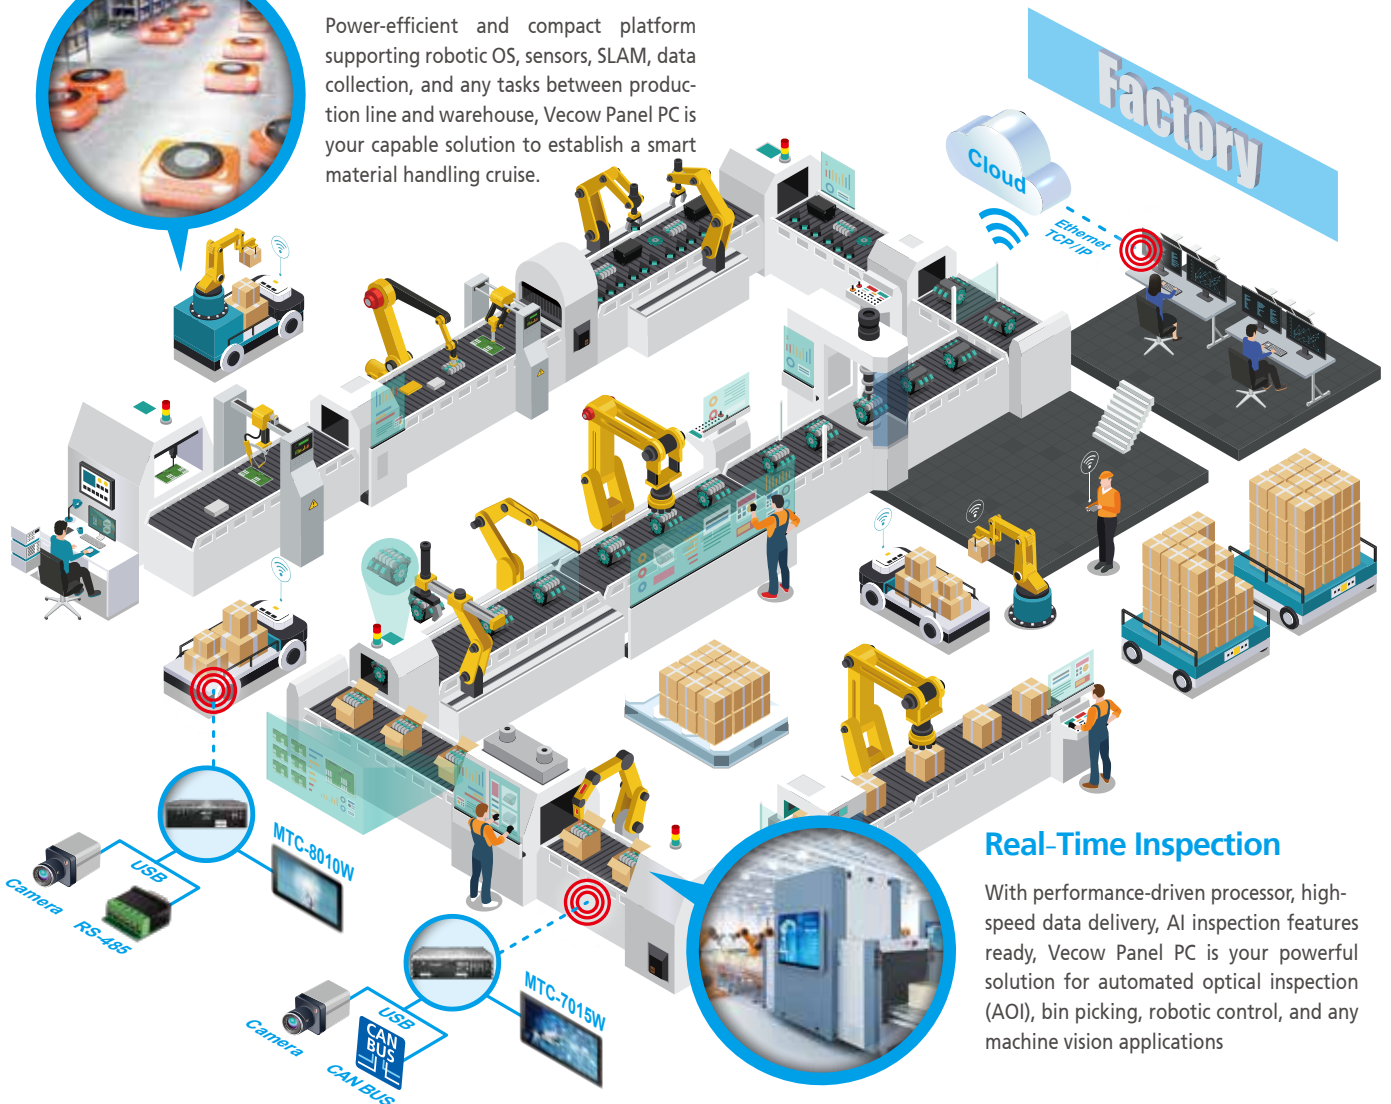 Power-efficient and compact platform
supporting robotic OS, sensors, SLAM, data
collection, and any tasks between produc-
tion line and warehouse, Vecow Panel PC is
your capable solution to establish a smart
material handling cruise.
Factory
Cloud
Ethernet
TCP/IP
MTC-8010W
USB
Camera
RS-485
MTC-7015W
USB
Camera
CAN
BUS
CAN BUS
Real-Time Inspection
With performance-driven processor, high-
speed data delivery, AI inspection features
ready, Vecow Panel PC is your powerful
solution for automated optical inspection
(AOI), bin picking, robotic control, and any
machine vision applications